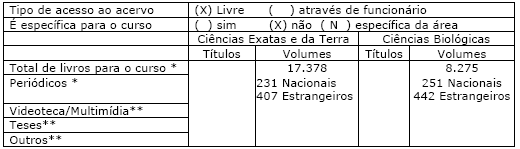 Tipo de acesso ao acervo (X) Livre ( ) através de funcionário
É específica para o curso ( ) sim (X) não ( N ) específica da área
Ciências Exatas e da Terra Ciências Biológicas
Títulos Volumes Títulos Volumes
Total de livros para o curso * 17.378 8.275
Periódicos * 231 Nacionais 251 Nacionais
407 Estrangeiros 442 Estrangeiros
Videoteca/Multimídia**
Teses**
Outros**